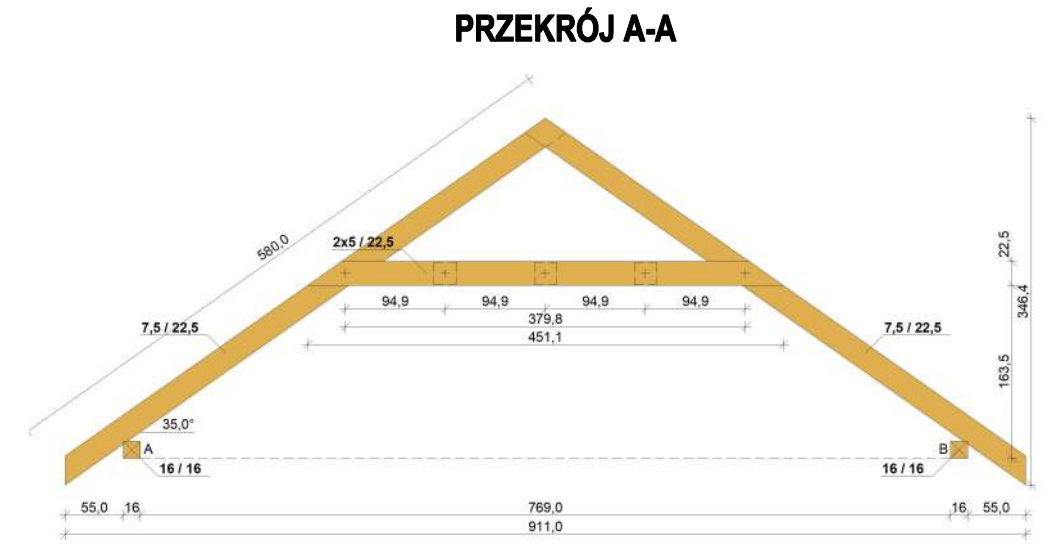 PRZEKRÓJ A-A
580,0
2x5 / 22,5
22,5
346,4
94,9 94,9 94,9 94,9
379,8
451,1
7,5 / 22,5
7,5 / 22,5
163,5
35,0°
A
B
16 / 16
16 / 16
55,0 16 769,0 16 55,0
911,0